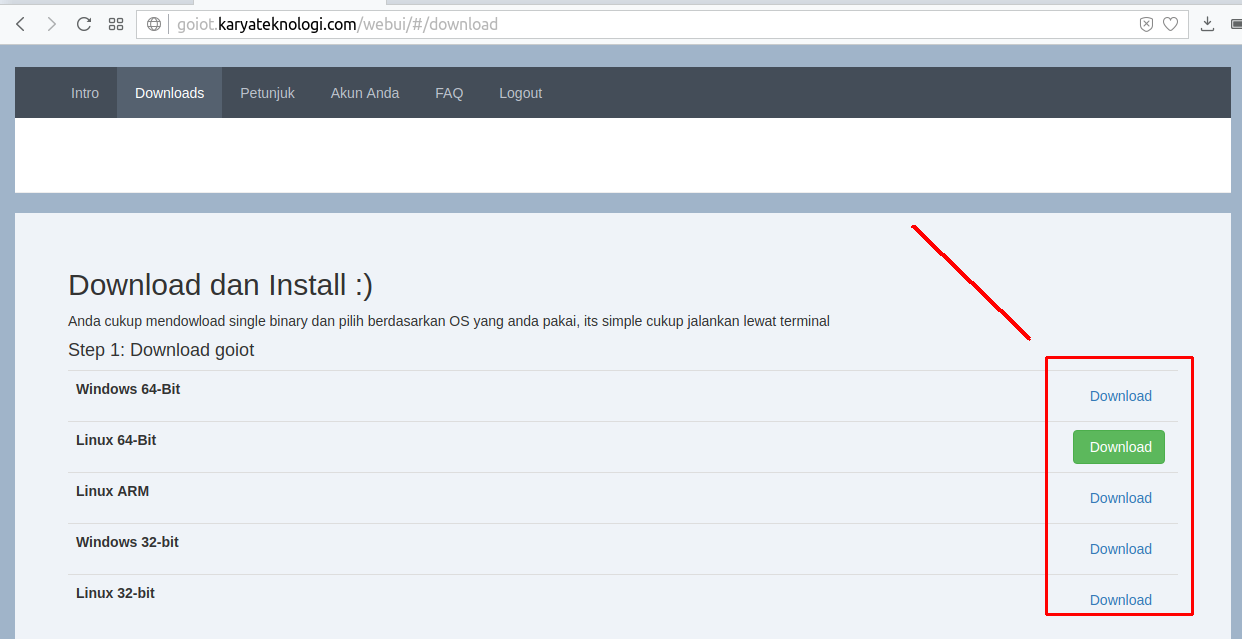 goiot.karyateknologi.com/webui/#/download
Intro Downloads Petunjuk Akun Anda FAQ Logout
Download dan Install :)
Anda cukup mendowload single binary dan pilih berdasarkan OS yang anda pakai, its simple cukup jalankan lewat terminal
Step 1: Download goiot
Windows 64-Bit Download
Linux 64-Bit Download
Linux ARM Download
Windows 32-bit Download
Linux 32-bit Download